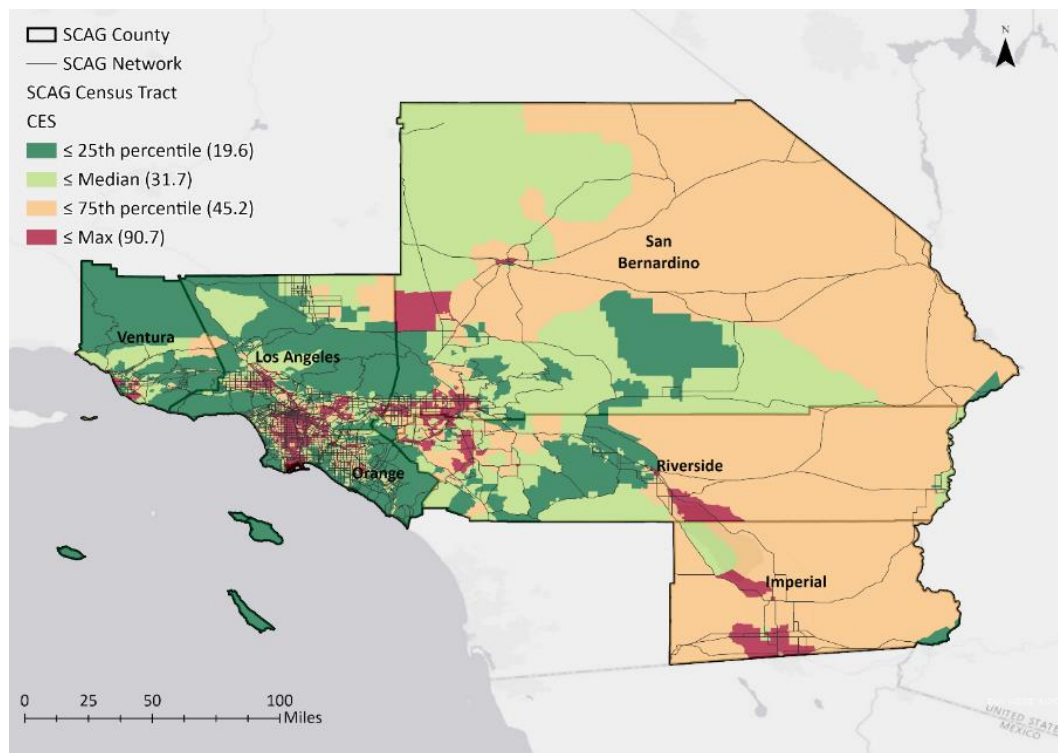 SCAG County
SCAG Network
SCAG Census Tract
CES
≤ 25th percentile (19.6)
≤ Median (31.7)
≤ 75th percentile (45.2)
≤ Max (90.7)
N
San
Bernardino
Ventura
Los Angeles
Orange
Riverside
Imperial
0 25 50 100
Miles
UNITED STATES
MEXICO